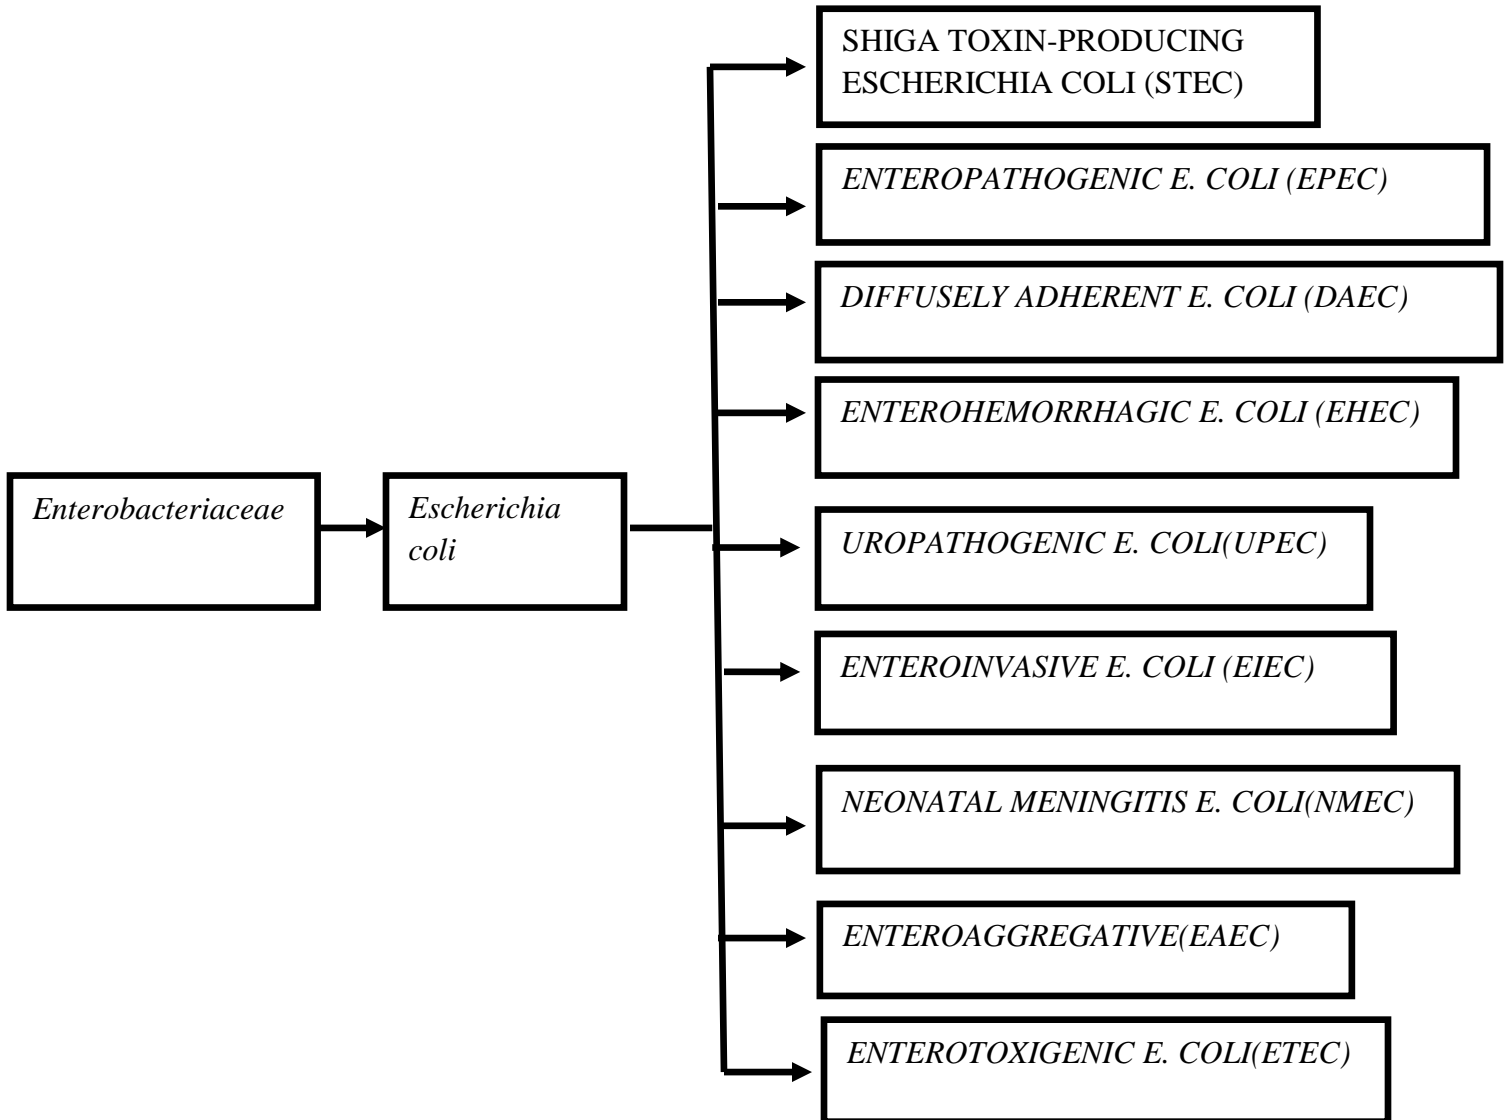 SHIGA TOXIN-PRODUCING
ESCHERICHIA COLI (STEC)
ENTEROPATHOGENIC E. COLI (EPEC)
DIFFUSELY ADHERENT E. COLI (DAEC)
ENTEROHEMORRHAGIC E. COLI (EHEC)
Enterobacteriaceae
Escherichia
coli
UROPATHOGENIC E. COLI(UPEC)
ENTEROINVASIVE E. COLI (EIEC)
NEONATAL MENINGITIS E. COLI(NMEC)
ENTEROAGGREGATIVE(EAEC)
ENTEROTOXIGENIC E. COLI(ETEC)